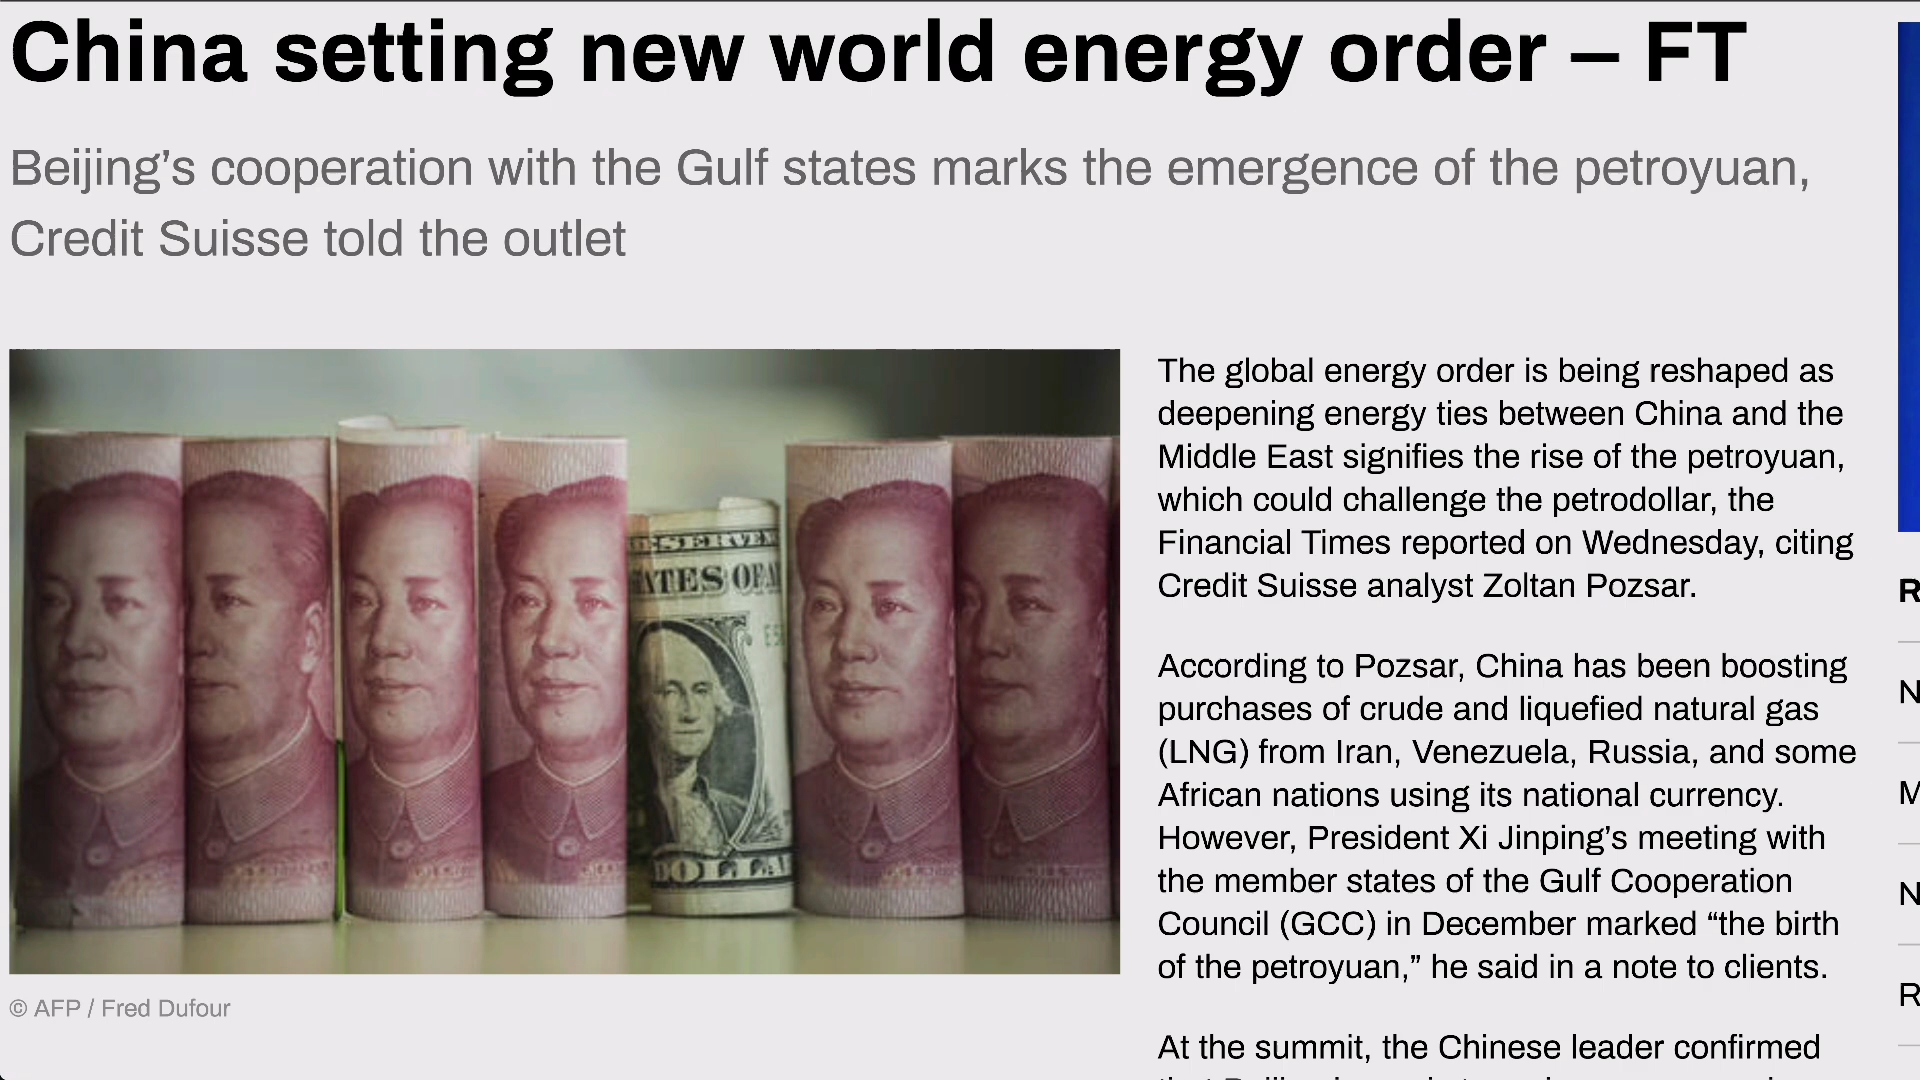 China setting new world energy order – FT
Beijing’s cooperation with the Gulf states marks the emergence of the petroyuan,
Credit Suisse told the outlet
The global energy order is being reshaped as
deepening energy ties between China and the
Middle East signifies the rise of the petroyuan,
which could challenge the petrodollar, the
Financial Times reported on Wednesday, citing
Credit Suisse analyst Zoltan Pozsar.
According to Pozsar, China has been boosting
purchases of crude and liquefied natural gas
(LNG) from Iran, Venezuela, Russia, and some
African nations using its national currency.
However, President Xi Jinping’s meeting with
the member states of the Gulf Cooperation
Council (GCC) in December marked “the birth
of the petroyuan,” he said in a note to clients.
At the summit, the Chinese leader confirmed
© AFP / Fred Dufour